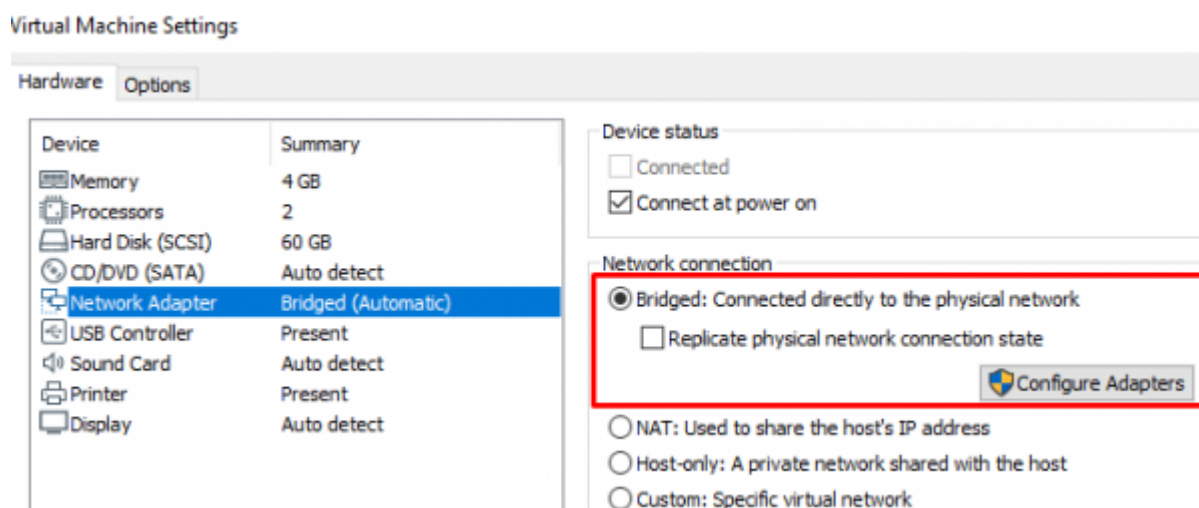 Virtual Machine Settings
Hardware Options
Device Summary
Memory 4 GB
Processors 2
Hard Disk (SCSI) 60 GB
CD/DVD (SATA) Auto detect
Network Adapter Bridged (Automatic)
USB Controller Present
Sound Card Auto detect
Printer Present
Display Auto detect
Device status
Connected
Connect at power on
Network connection
Bridged: Connected directly to the physical network
Replicate physical network connection state
Configure Adapters
NAT: Used to share the host's IP address
Host-only: A private network shared with the host
Custom: Specific virtual network